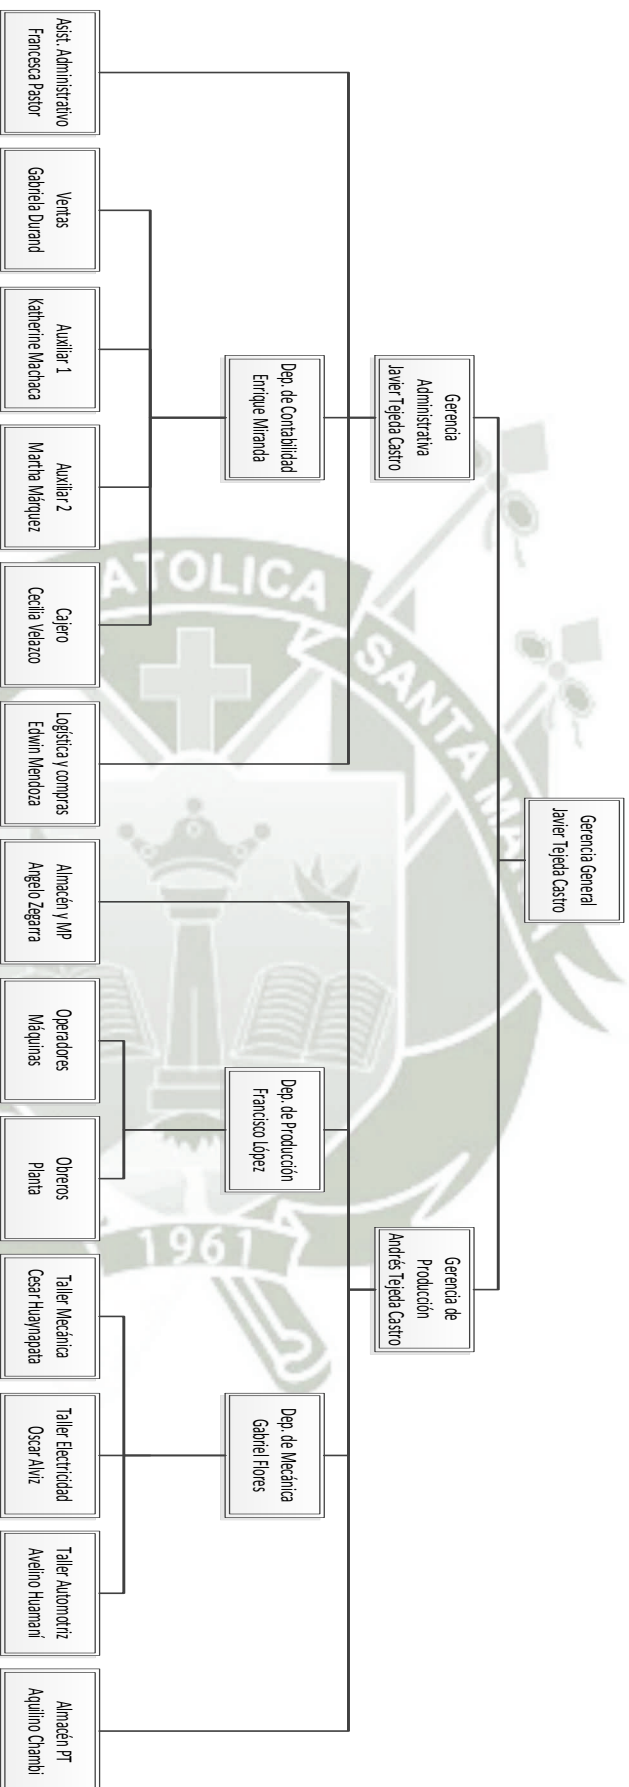 Gerencia General
Javier Tejeda Castro
Gerencia
Administrativa
Javier Tejeda Castro
Gerencia de
Producción
Andrés Tejeda Castro
Dep. de Contabilidad
Enrique Miranda
Dep. de Producción
Francisco López
Dep. de Mecánica
Gabriel Flores
Asist. Administrativo
Francesca Pastor
Ventas
Gabriela Durand
Auxiliar 1
Katherine Machaca
Auxiliar 2
Martha Márquez
Cajero
Cecilia Velazco
Logística y compras
Edwin Mendoza
Almacén y MP
Angelo Zegarra
Operadores
Máquinas
Obreros
Planta
Taller Mecánica
Cesar Huaynapata
Taller Electricidad
Oscar Alviz
Taller Automotriz
Avelino Huamaní
Almacén PT
Aquilino Chambi
CATOLICA
SANTA
1961